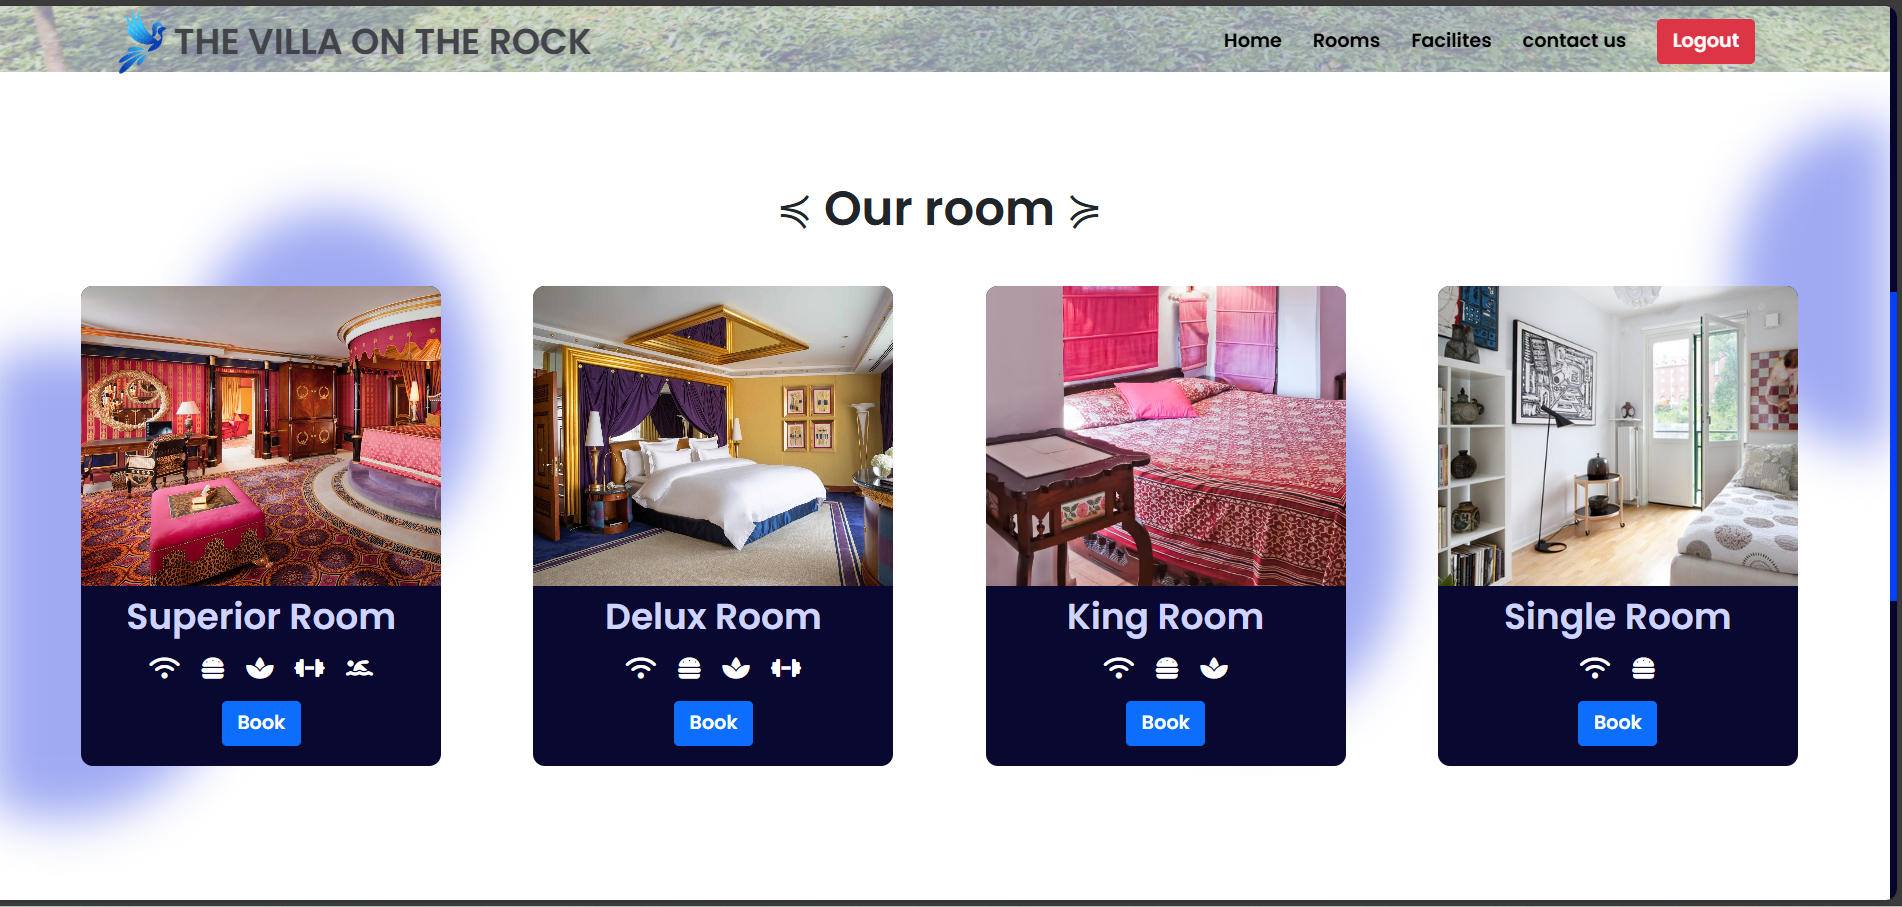 THE VILLA ON THE ROCK
Home Rooms Facilites contact us Logout
⪪ Our room ⪫
Superior Room
Book
Delux Room
Book
King Room
Book
Single Room
Book